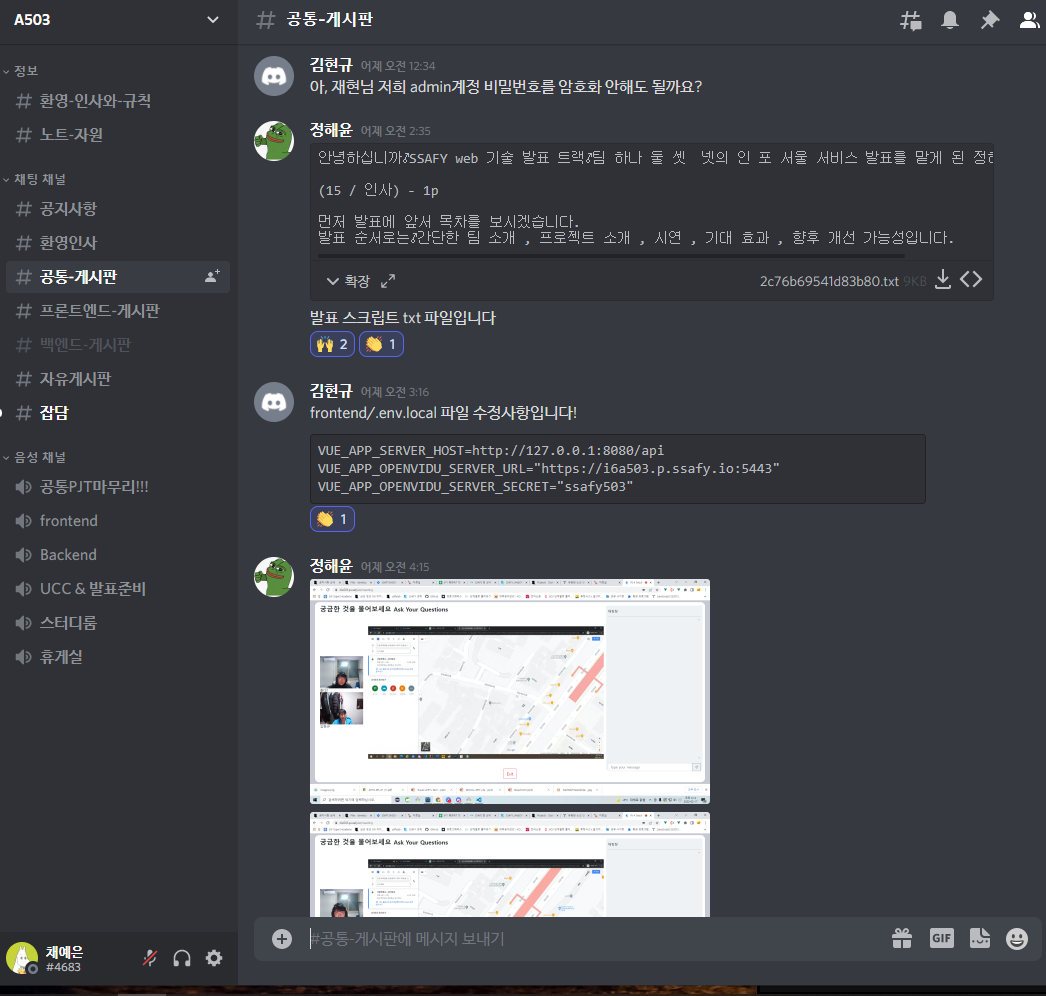 A503
공통-게시판
정보
환영-인사와-규칙
노트-자원
채팅 채널
공지사항
환영인사
공통-게시판
프론트엔드-게시판
백엔드-게시판
자유게시판
잡담
음성 채널
공통PJT마무리!!!
frontend
Backend
UCC & 발표준비
스터디룸
휴게실
채예은
#4683
김현규 어제 오전 12:34
아, 재현님 저희 admin계정 비밀번호를 암호화 안해도 될까요?
정해윤 어제 오전 2:35
안녕하십니까⤴SSAFY web 기술 발표 트랙⤴팀 하나 둘 셋  넷의 인 포 서울 서비스 발표를 맡게 된
(15 / 인사) - 1p
먼저 발표에 앞서 목차를 보시겠습니다.
발표 순서로는⤴간단한 팀 소개 , 프로젝트 소개 , 시연 , 기대 효과 , 향후 개선 가능성입니다.
확장
2c76b69541d83b80.txt 9KB
발표 스크립트 txt 파일입니다
2 1
김현규 어제 오전 3:16
frontend/.env.local 파일 수정사항입니다!
VUE_APP_SERVER_HOST=http://127.0.0.1:8080/api
VUE_APP_OPENVIDU_SERVER_URL="https://i6a503.p.ssafy.io:5443"
VUE_APP_OPENVIDU_SERVER_SECRET="ssafy503"
1
정해윤 어제 오전 4:15
궁금한 것을 물어보세요 Ask Your Questions
Type your message
궁금한 것을 물어보세요 Ask Your Questions
#공통-게시판에 메시지 보내기
GIF